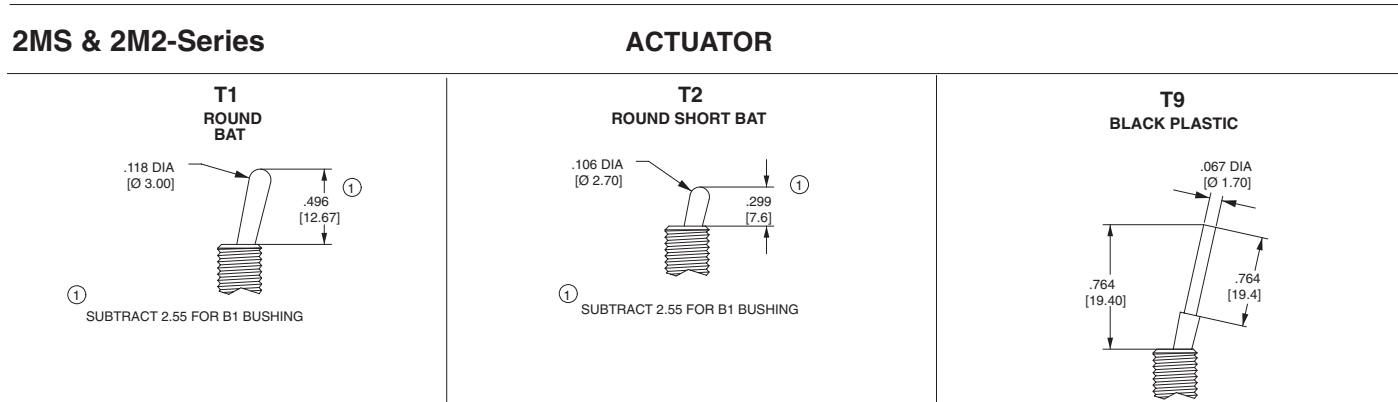 2MS & 2M2-Series
ACTUATOR
T1
ROUND
BAT
.118 DIA
[Ø 3.00]
.496
[12.67]
1
1
SUBTRACT 2.55 FOR B1 BUSHING
T2
ROUND SHORT BAT
.106 DIA
[Ø 2.70]
.299
[7.6]
1
1
SUBTRACT 2.55 FOR B1 BUSHING
T9
BLACK PLASTIC
.067 DIA
[Ø 1.70]
.764
[19.40]
.764
[19.4]